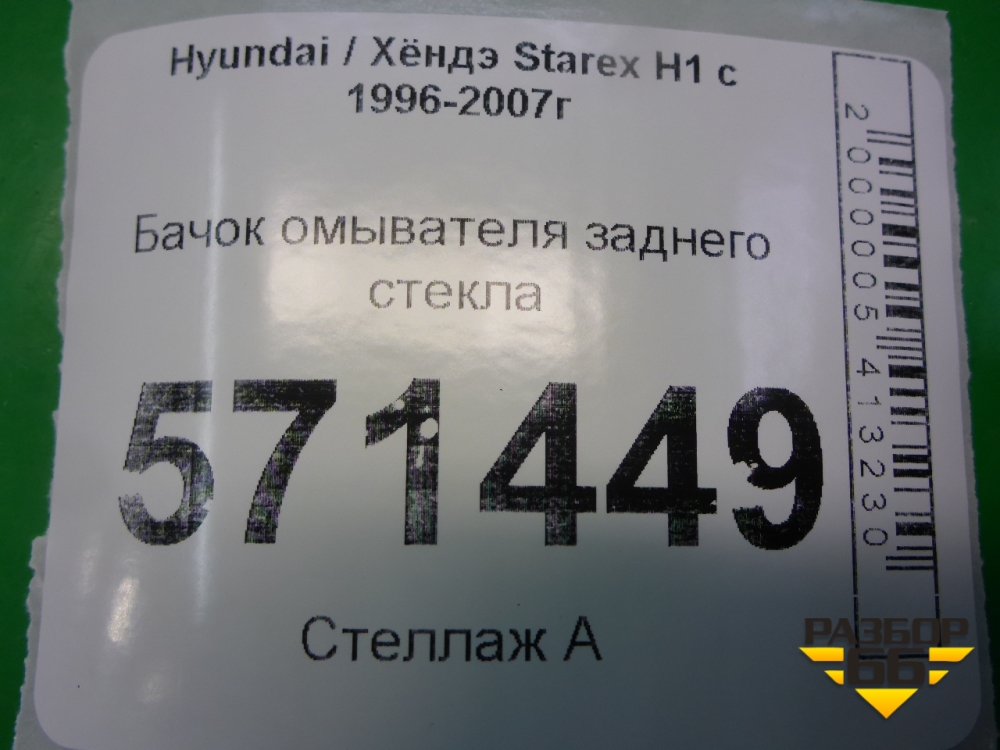 Hyundai / Хёндэ Starex H1 с
1996-2007г
Бачок омывателя заднего
стекла
571449
Стеллаж А
2000005413230
РАЗБОР
66